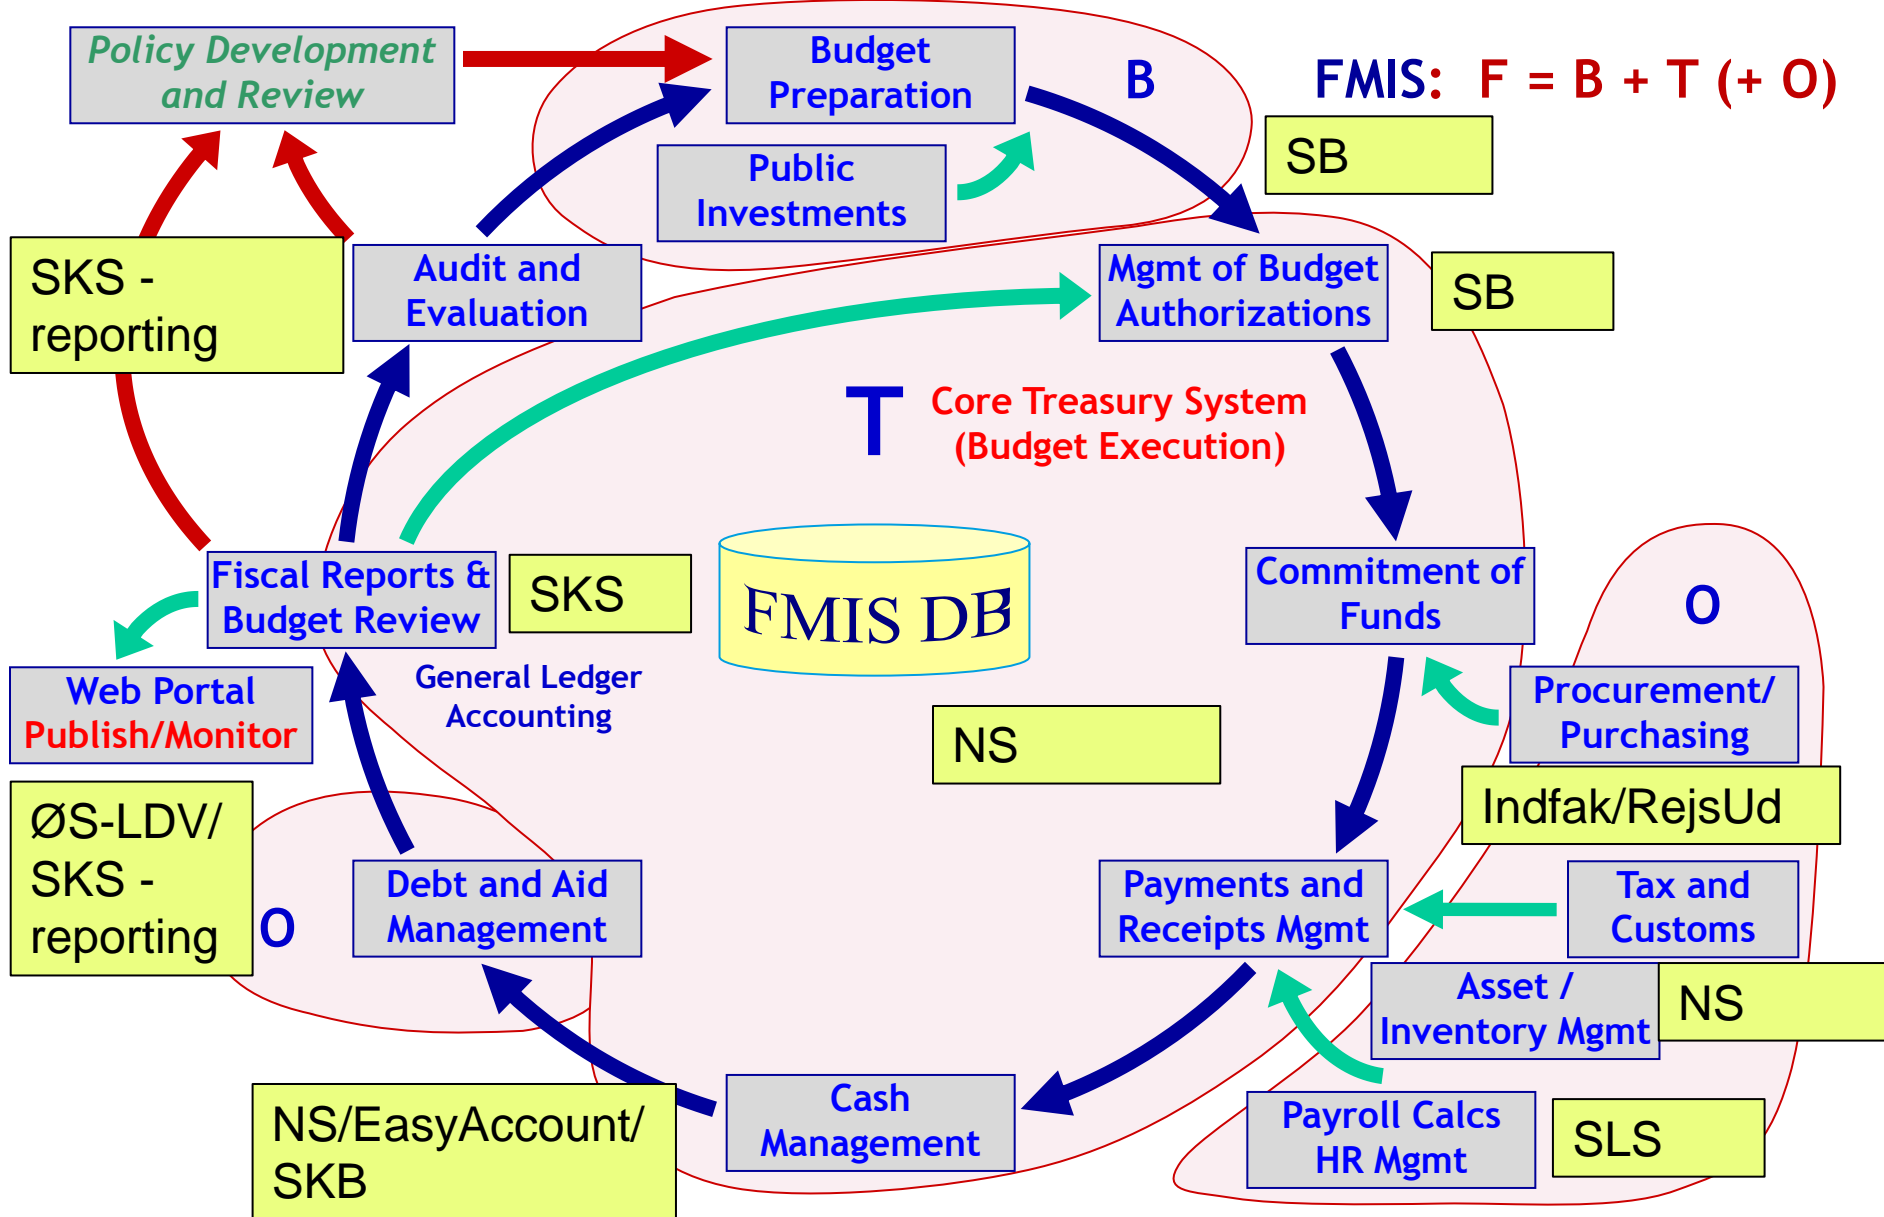 Policy Development
and Review
Budget
Preparation
B
FMIS: F = B + T (+ O)
Public
Investments
SB
SKS -
reporting
Audit and
Evaluation
Mgmt of Budget
Authorizations
SB
T
Core Treasury System
(Budget Execution)
Fiscal Reports &
Budget Review
SKS
FMIS DB
Commitment of
Funds
O
Web Portal
Publish/Monitor
General Ledger
Accounting
NS
Procurement/
Purchasing
Indfak/RejsUd
ØS-LDV/
SKS -
reporting
O
Debt and Aid
Management
Payments and
Receipts Mgmt
Tax and
Customs
Asset /
Inventory Mgmt
NS
NS/EasyAccount/
SKB
Cash
Management
Payroll Calcs
HR Mgmt
SLS